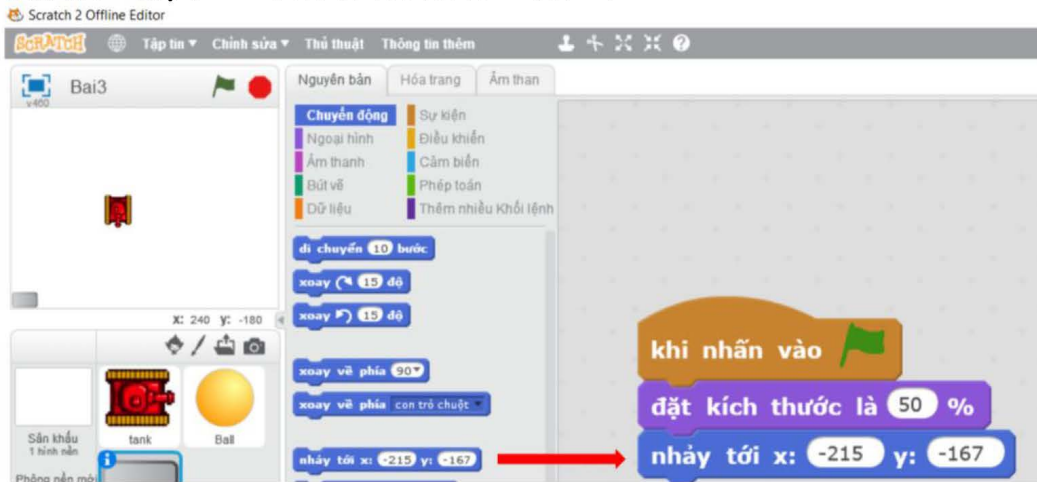 Scratch 2 Offline Editor
SCRATCH Tập tin ▼ Chỉnh sửa ▼ Thủ thuật Thông tin thêm
v460 Bai3
Nguyên bản Hóa trang Âm than
Chuyển động Sự kiện
Ngoại hình Điều khiển
Âm thanh Cảm biến
Bút vẽ Phép toán
Dữ liệu Thêm nhiều Khối lệnh
di chuyển 10 bước
xoay 15 độ
xoay 15 độ
xoay về phía 90▼
xoay về phía con trỏ chuột
nhảy tới x: -215 y: -167
X: 240 y: -180
Sân khấu
1 hình nền
tank
Ball
Phông nền mới
khi nhấn vào
đặt kích thước là 50 %
nhảy tới x: -215 y: -167